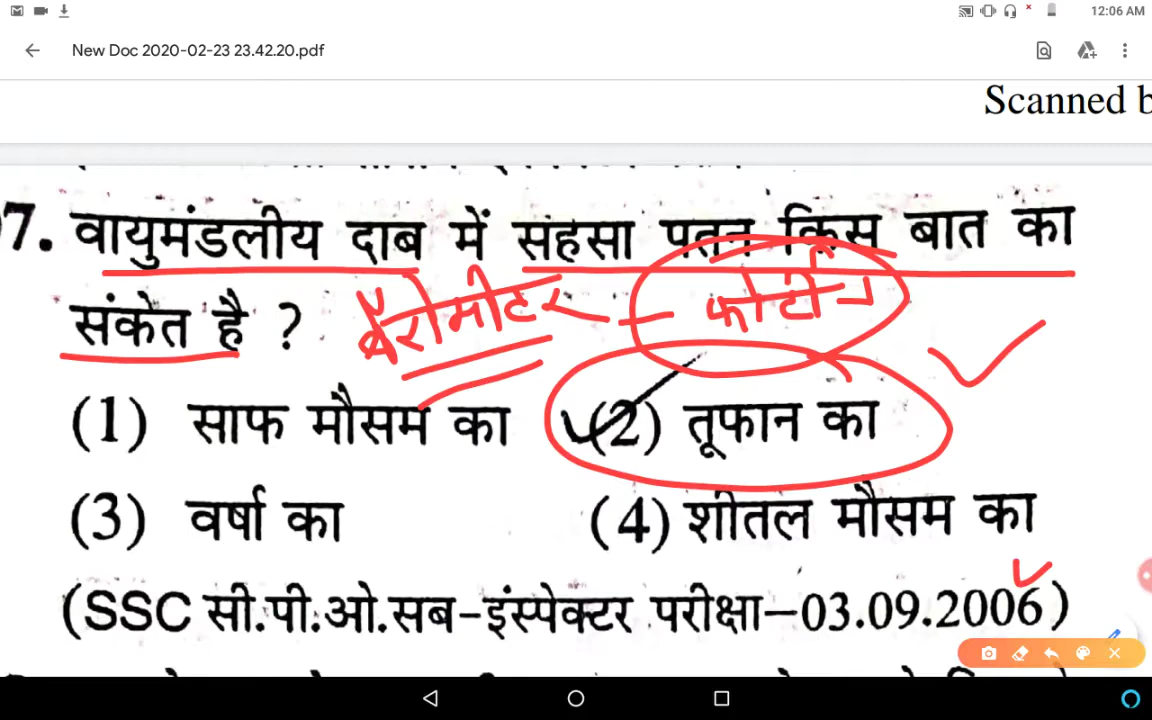 12:06 AM
New Doc 2020-02-23 23.42.20.pdf
Scanned b
7. वायुमंडलीय दाब में सहसा पतन किस बात का
संकेत है ?
बैरोमीटर — फोर्टीन
(1) साफ मौसम का (2) तूफान का
(3) वर्षा का (4) शीतल मौसम का
(SSC सी.पी.ओ.सब-इंस्पेक्टर परीक्षा–03.09.2006)